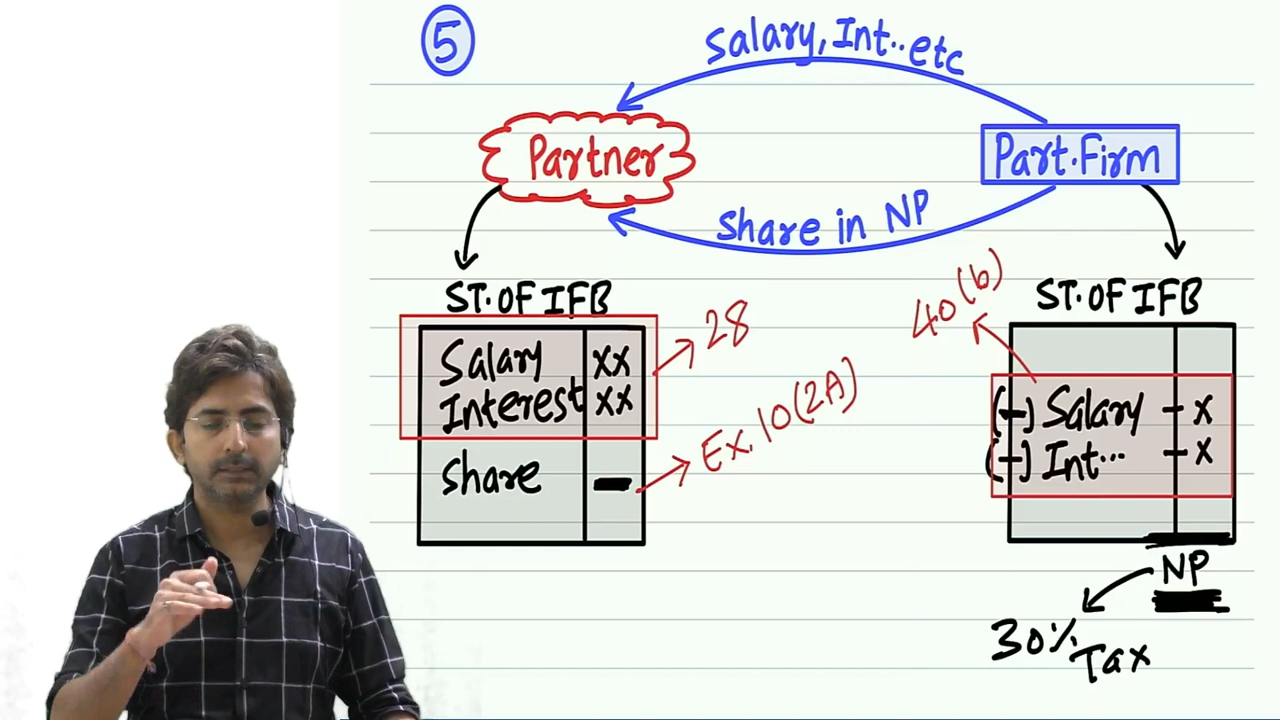 5
Salary, Int..etc
Partner
Part.Firm
Share in NP
ST.OF IFB
Salary xx
Interest xx
Share —
28
Ex.10(2A)
40(b)
ST.OF IFB
(-) Salary - x
(-) Int... - x
NP
30% Tax